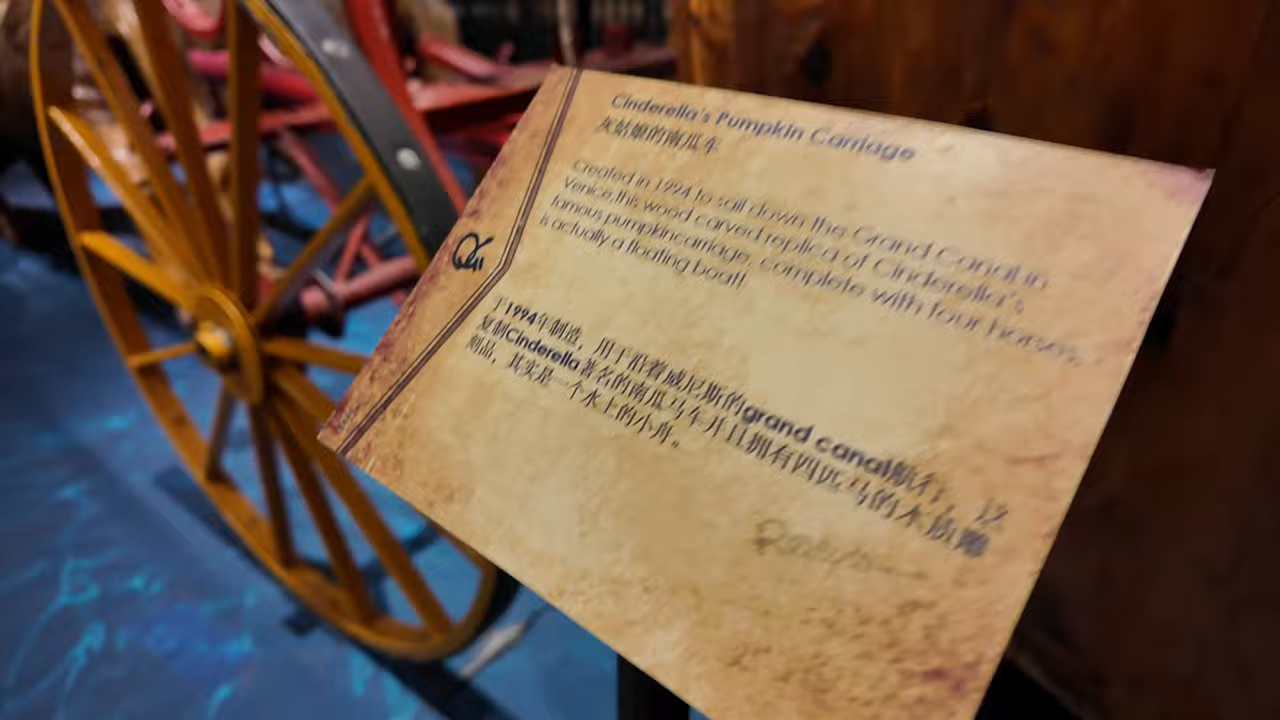 Cinderella's Pumpkin Carriage
灰姑娘的南瓜车
Created in 1994 to sail down the Grand Canal in
Venice,this wood carved replica of Cinderella's
famous pumpkincarriage, complete with four horses,
is actually a floating boat!
于1994年制造，用于沿着威尼斯的grand canal航行，这
复制Cinderella著名的南瓜马车并且拥有四匹马的木质雕
刻品，其实是一个水上的小舟。